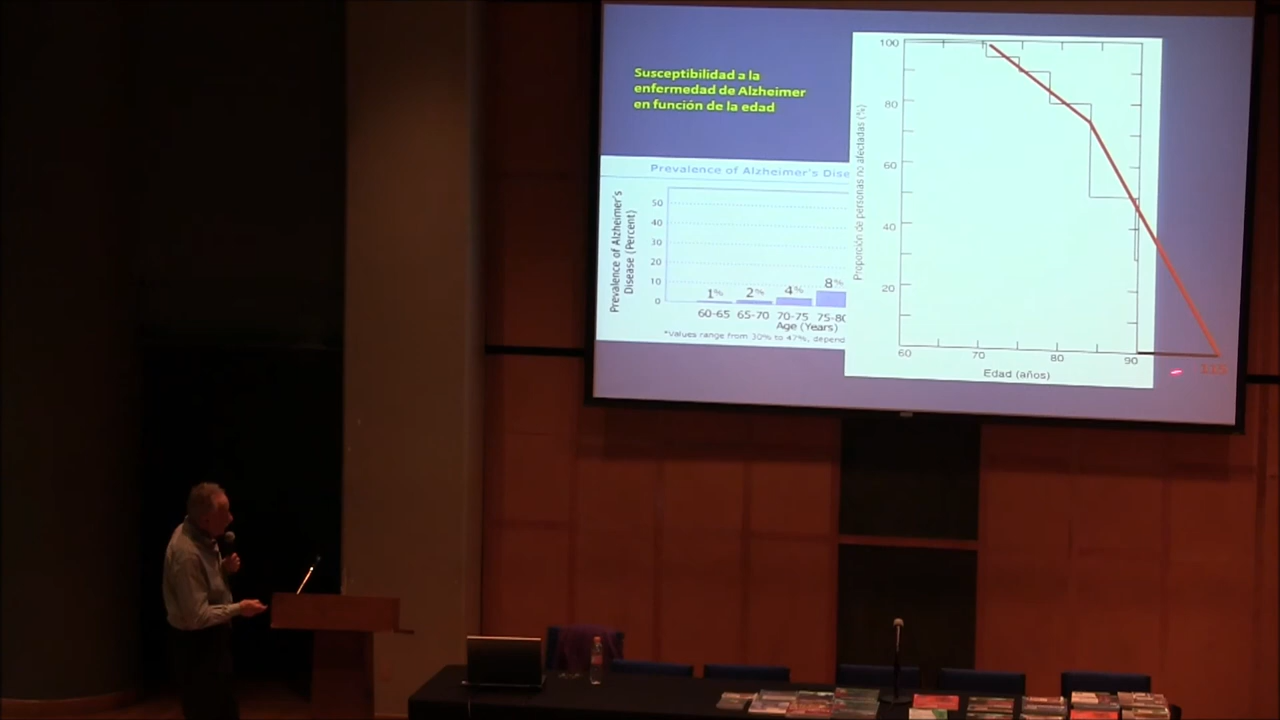 Susceptibilidad a la
enfermedad de Alzheimer
en función de la edad
Prevalence of Alzheimer's Dise
Prevalence of Alzheimer's
Disease (Percent)
50
40
30
20
10
0
1%
2%
4%
8%
60-65 65-70 70-75 75-80
Age (Years)
*Values range from 30% to 47%, depend
Proporción de personas no afectadas (%)
100
80
60
40
20
60 70 80 90
115
Edad (años)